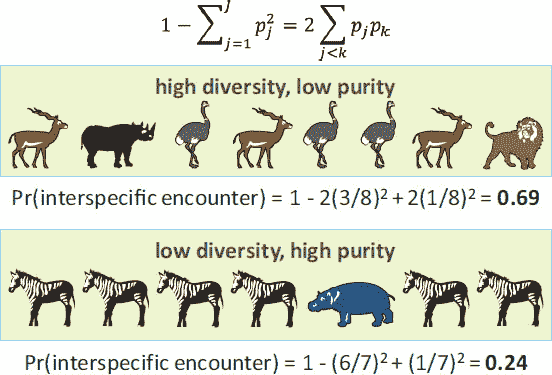 1 − ∑_{j=1}^{J} p_j^2 = 2 ∑_{j<k} p_j p_k
high diversity, low purity
Pr(interspecific encounter) = 1 - 2(3/8)² + 2(1/8)² = 0.69
low diversity, high purity
Pr(interspecific encounter) = 1 - (6/7)² + (1/7)² = 0.24